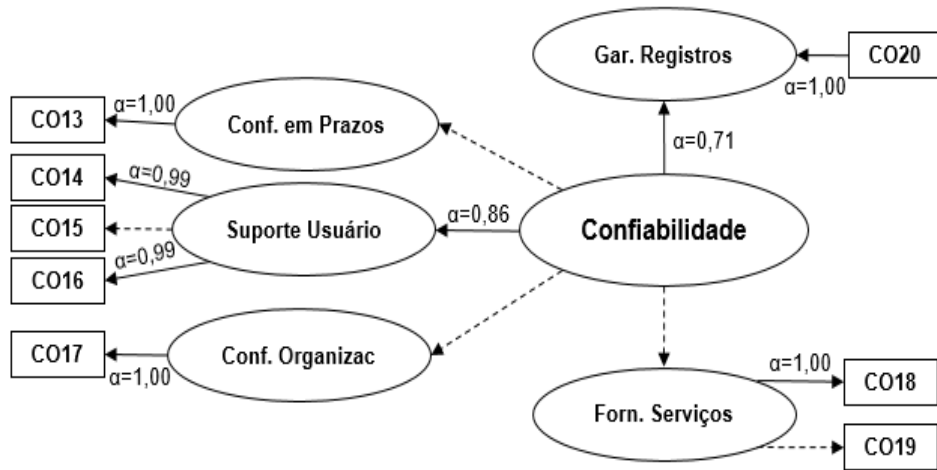 Gar. Registros
CO20
α=1,00
α=0,71
CO13
α=1,00
Conf. em Prazos
CO14
α=0,99
CO15
Suporte Usuário
α=0,86
Confiabilidade
CO16
α=0,99
CO17
α=1,00
Conf. Organizac
α=1,00
CO18
Forn. Serviços
CO19